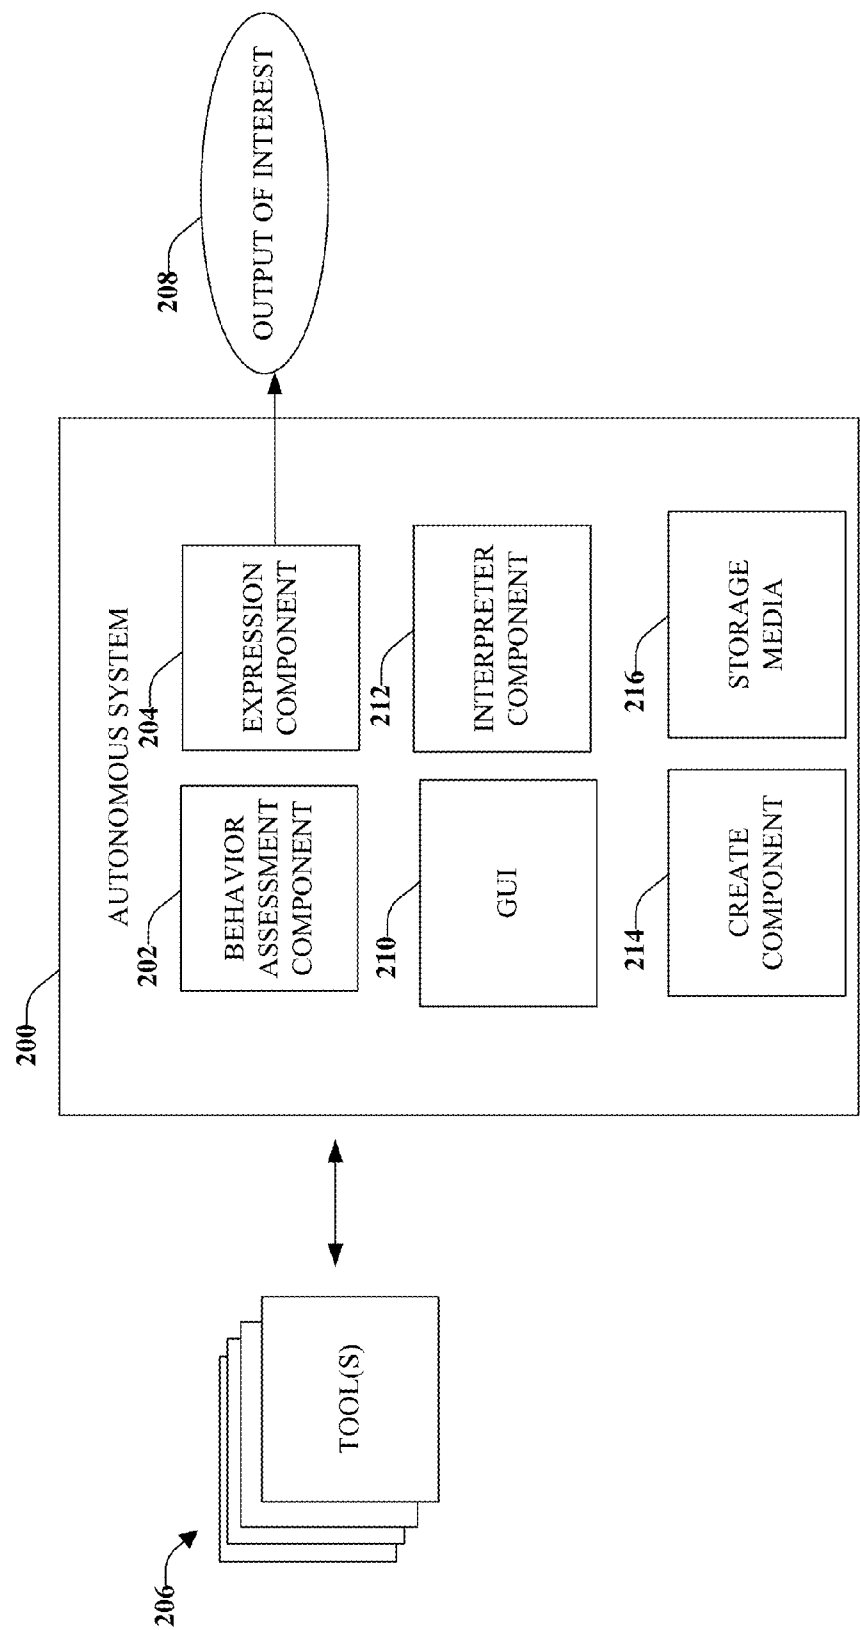 200
AUTONOMOUS SYSTEM
206
TOOL(S)
202
BEHAVIOR
ASSESSMENT
COMPONENT
204
EXPRESSION
COMPONENT
208
OUTPUT OF INTEREST
210
GUI
212
INTERPRETER
COMPONENT
214
CREATE
COMPONENT
216
STORAGE
MEDIA